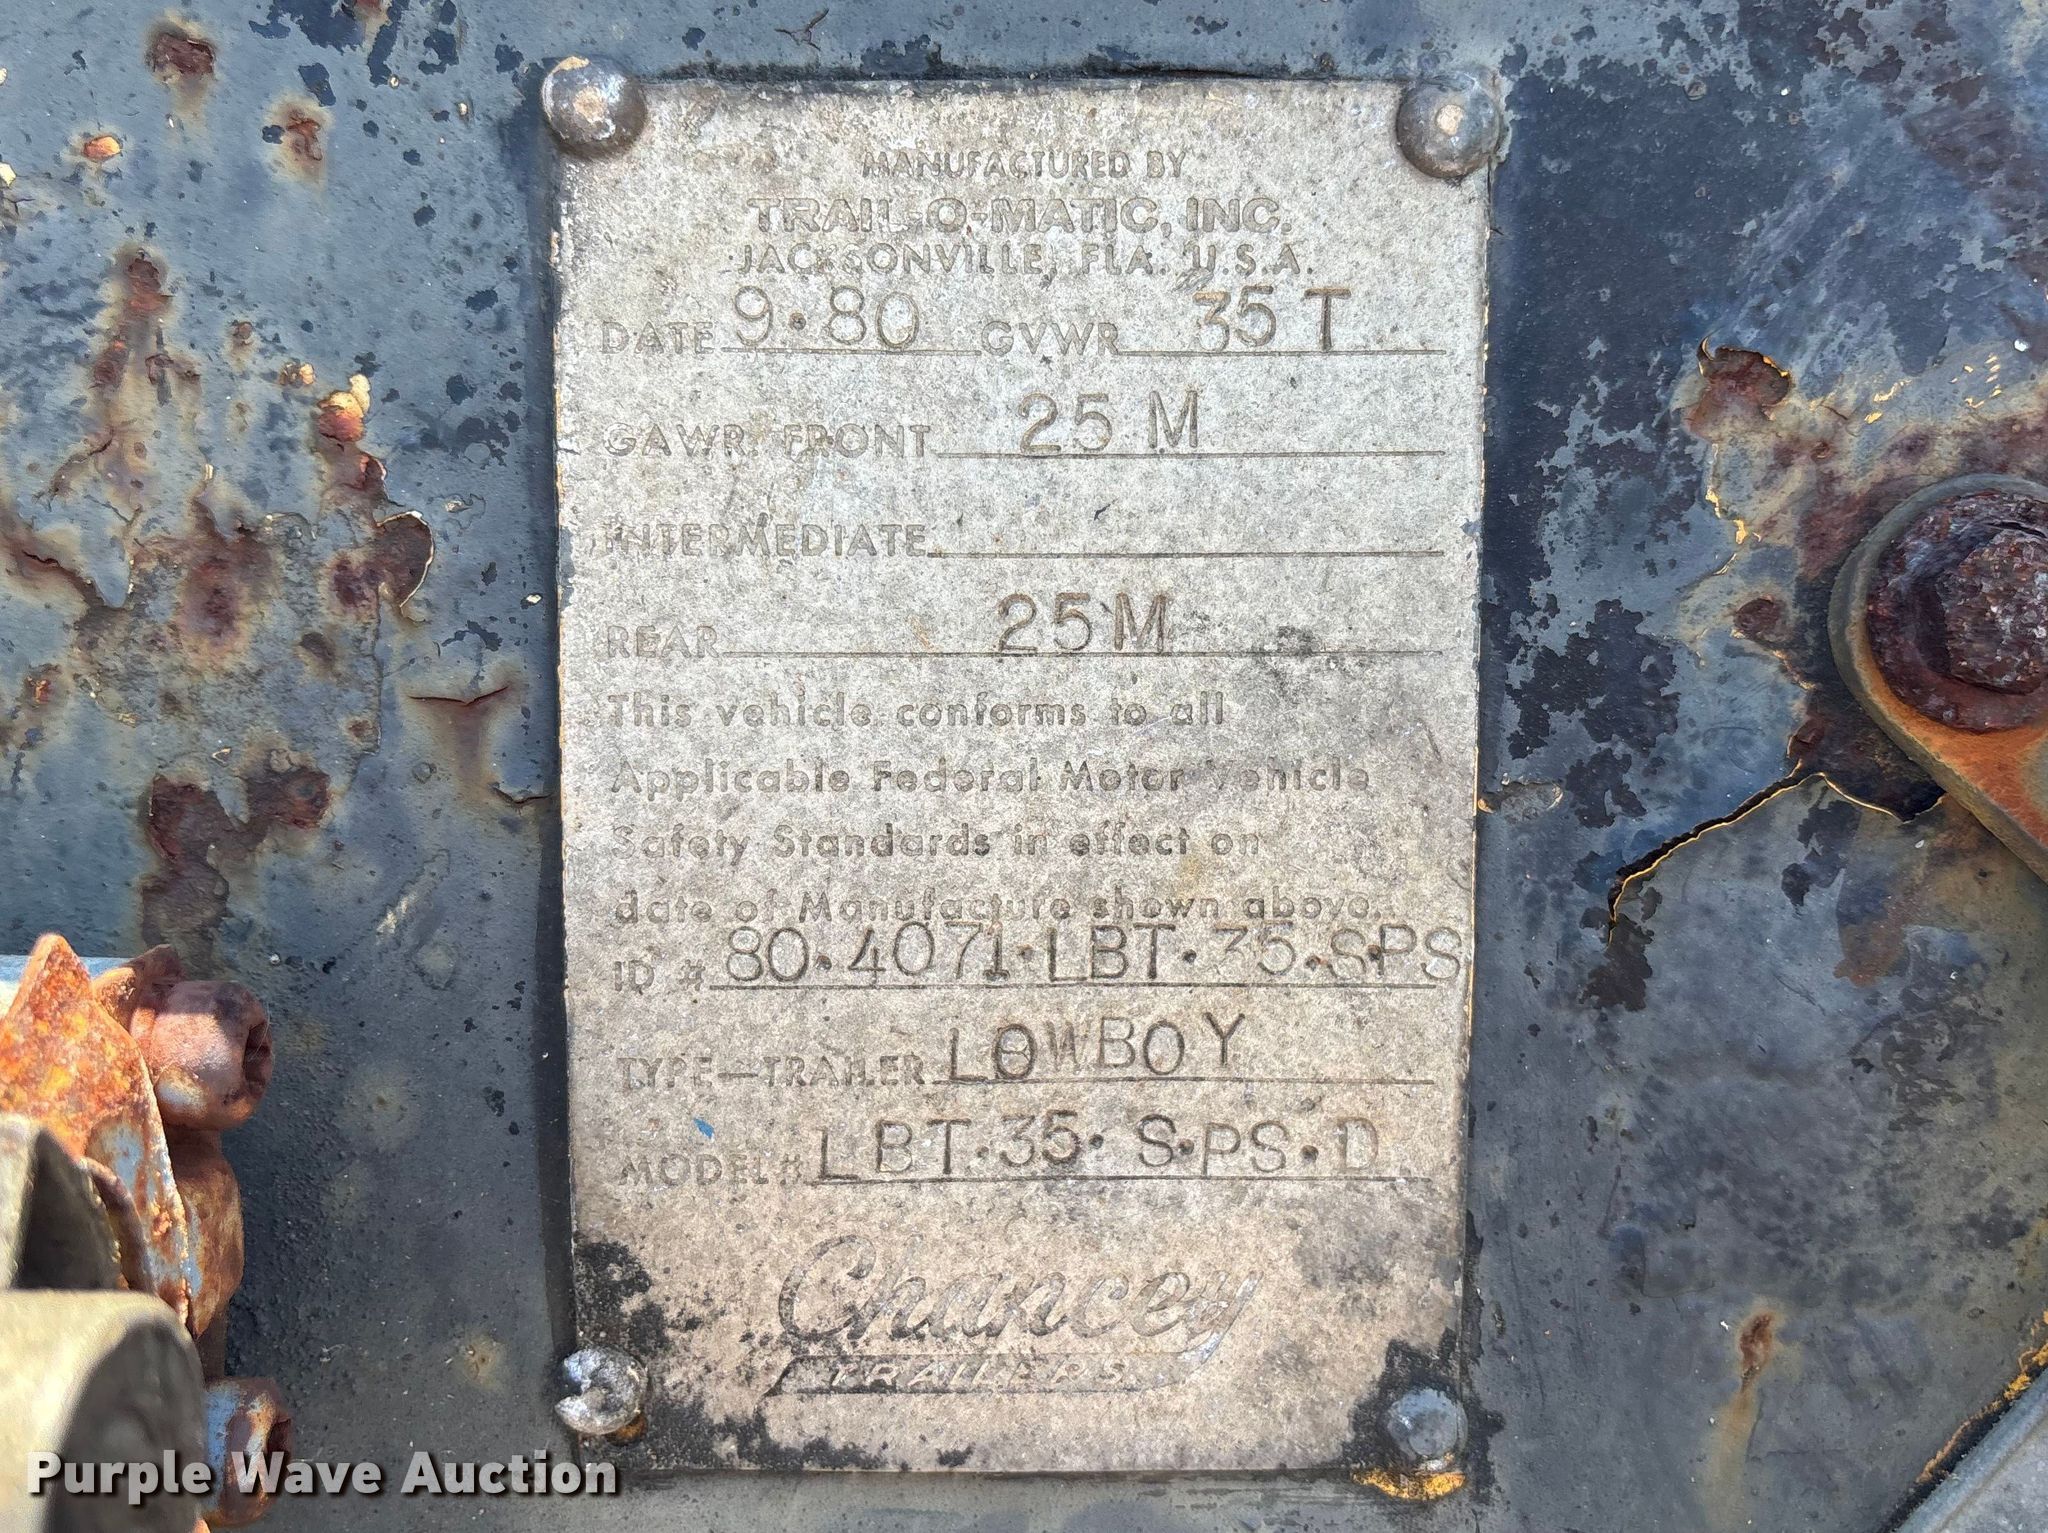 MANUFACTURED BY
TRAIL-O-MATIC, INC.
JACKSONVILLE, FLA. U.S.A.
DATE 9·80 GVWR 35T
GAWR: FRONT 25 M
INTERMEDIATE
REAR 25M
This vehicle conforms to all
Applicable Federal Motor Vehicle
Safety Standards in effect on
date of Manufacture shown above.
ID # 80·4071·LBT·35·SPS
TYPE—TRAILER LOWBOY
MODEL# LBT·35·S·PS·D
Chancey
TRAILERS
Purple Wave Auction